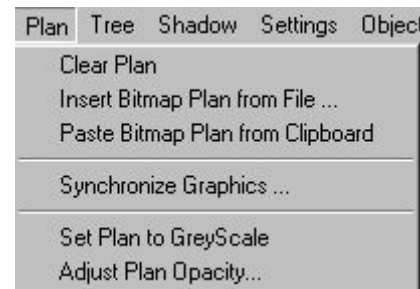 Plan Tree Shadow Settings Objec
Clear Plan
Insert Bitmap Plan from File ...
Paste Bitmap Plan from Clipboard
Synchronize Graphics ...
Set Plan to GreyScale
Adjust Plan Opacity...